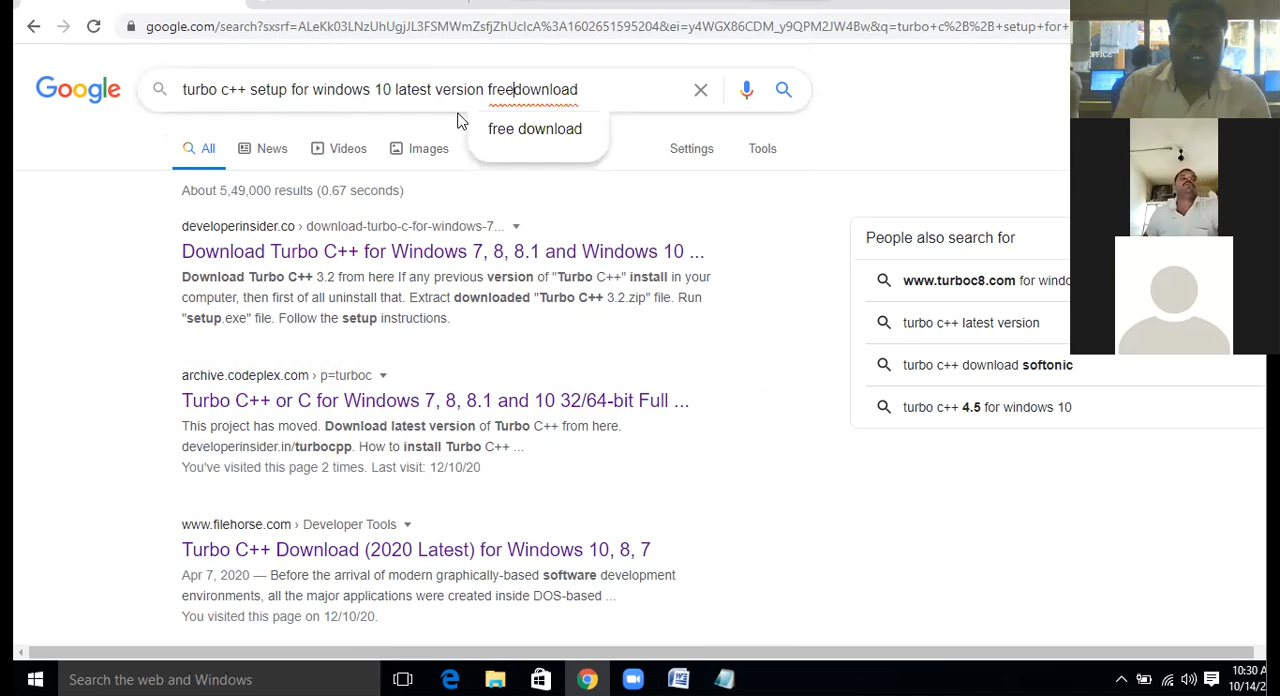 google.com/search?sxsrf=ALeKk03LNzUhUgjJL3FSMWmZsfjZhUclcA%3A1602651595204&ei=y4WGX86CDM_y9QPM2JW4Bw&q=turbo+c%2B%2B+setup+for+
Google
turbo c++ setup for windows 10 latest version freedownload
free download
All News Videos Images Settings Tools
About 5,49,000 results (0.67 seconds)
developerinsider.co › download-turbo-c-for-windows-7...
Download Turbo C++ for Windows 7, 8, 8.1 and Windows 10 ...
Download Turbo C++ 3.2 from here If any previous version of "Turbo C++" install in your
computer, then first of all uninstall that. Extract downloaded "Turbo C++ 3.2.zip" file. Run
"setup.exe" file. Follow the setup instructions.
archive.codeplex.com › p=turboc
Turbo C++ or C for Windows 7, 8, 8.1 and 10 32/64-bit Full ...
This project has moved. Download latest version of Turbo C++ from here.
developerinsider.in/turbocpp. How to install Turbo C++ ...
You've visited this page 2 times. Last visit: 12/10/20
www.filehorse.com › Developer Tools
Turbo C++ Download (2020 Latest) for Windows 10, 8, 7
Apr 7, 2020 — Before the arrival of modern graphically-based software development
environments, all the major applications were created inside DOS-based ...
You visited this page on 12/10/20.
People also search for
www.turboc8.com for windo
turbo c++ latest version
turbo c++ download softonic
turbo c++ 4.5 for windows 10
Search the web and Windows
10:30 A
10/14/2